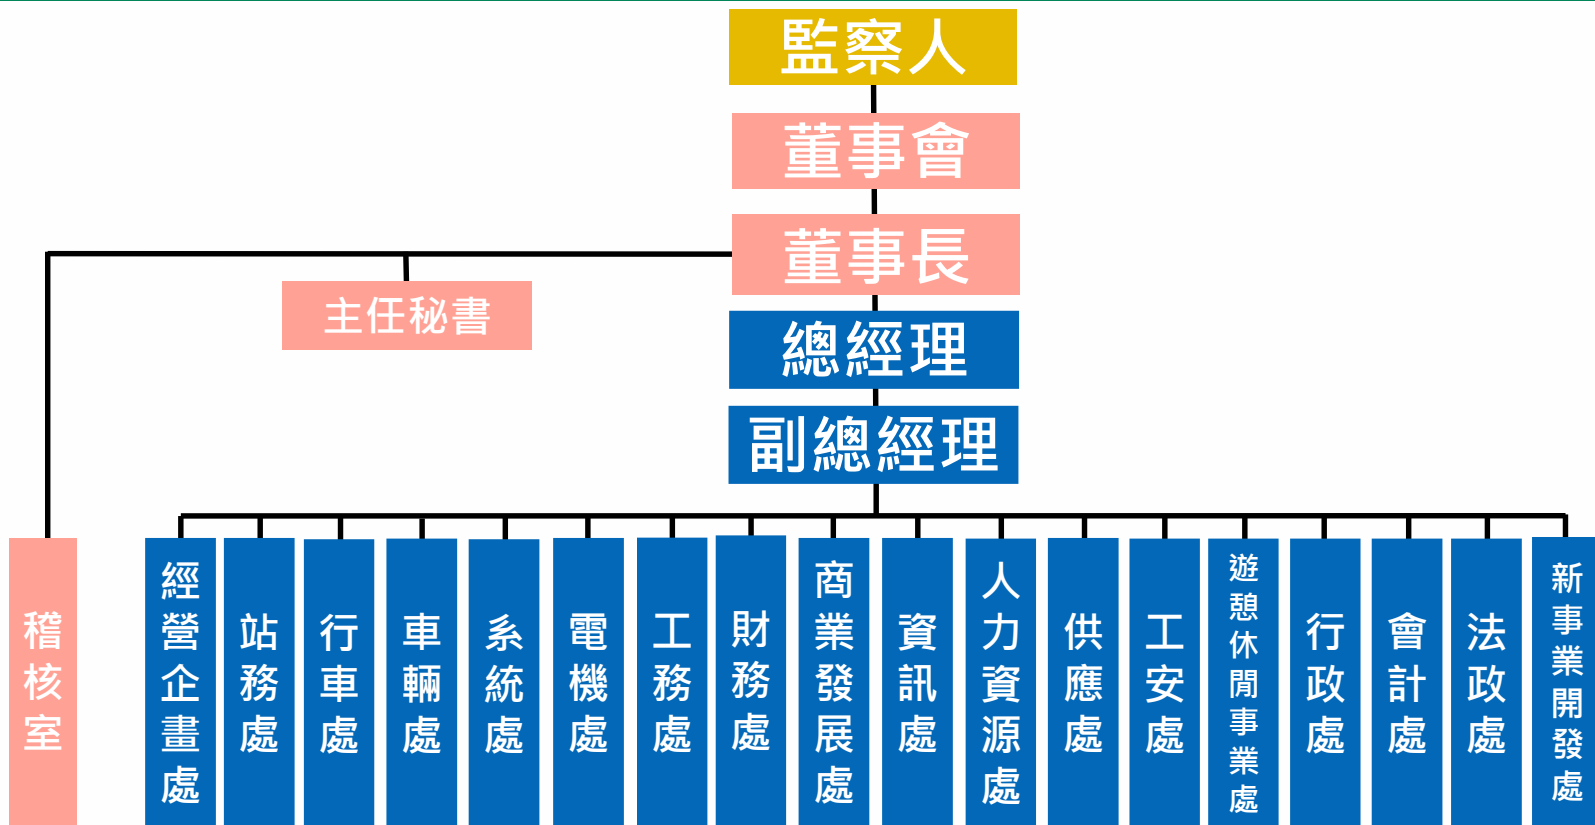 監察人
董事會
董事長
主任秘書
總經理
副總經理
稽核室
經營企畫處
站務處
行車處
車輛處
系統處
電機處
工務處
財務處
商業發展處
資訊處
人力資源處
供應處
工安處
遊憩休閒事業處
行政處
會計處
法政處
新事業開發處